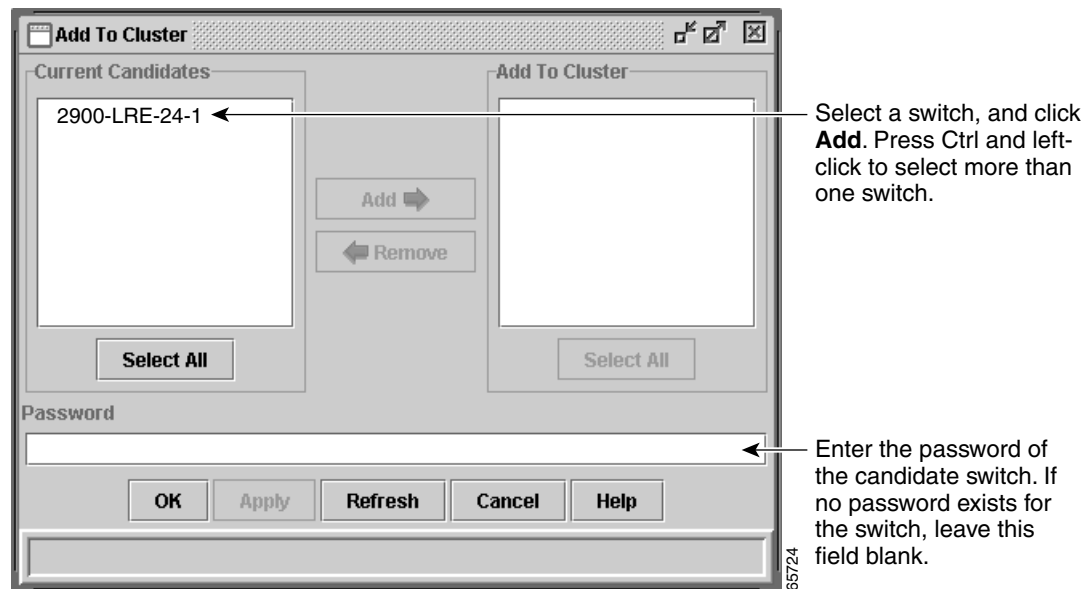 Add To Cluster
Current Candidates
Add To Cluster
2900-LRE-24-1
Add
Remove
Select All
Select All
Password
OK
Apply
Refresh
Cancel
Help
Select a switch, and click
Add. Press Ctrl and left-
click to select more than
one switch.
Enter the password of
the candidate switch. If
no password exists for
the switch, leave this
field blank.
65724